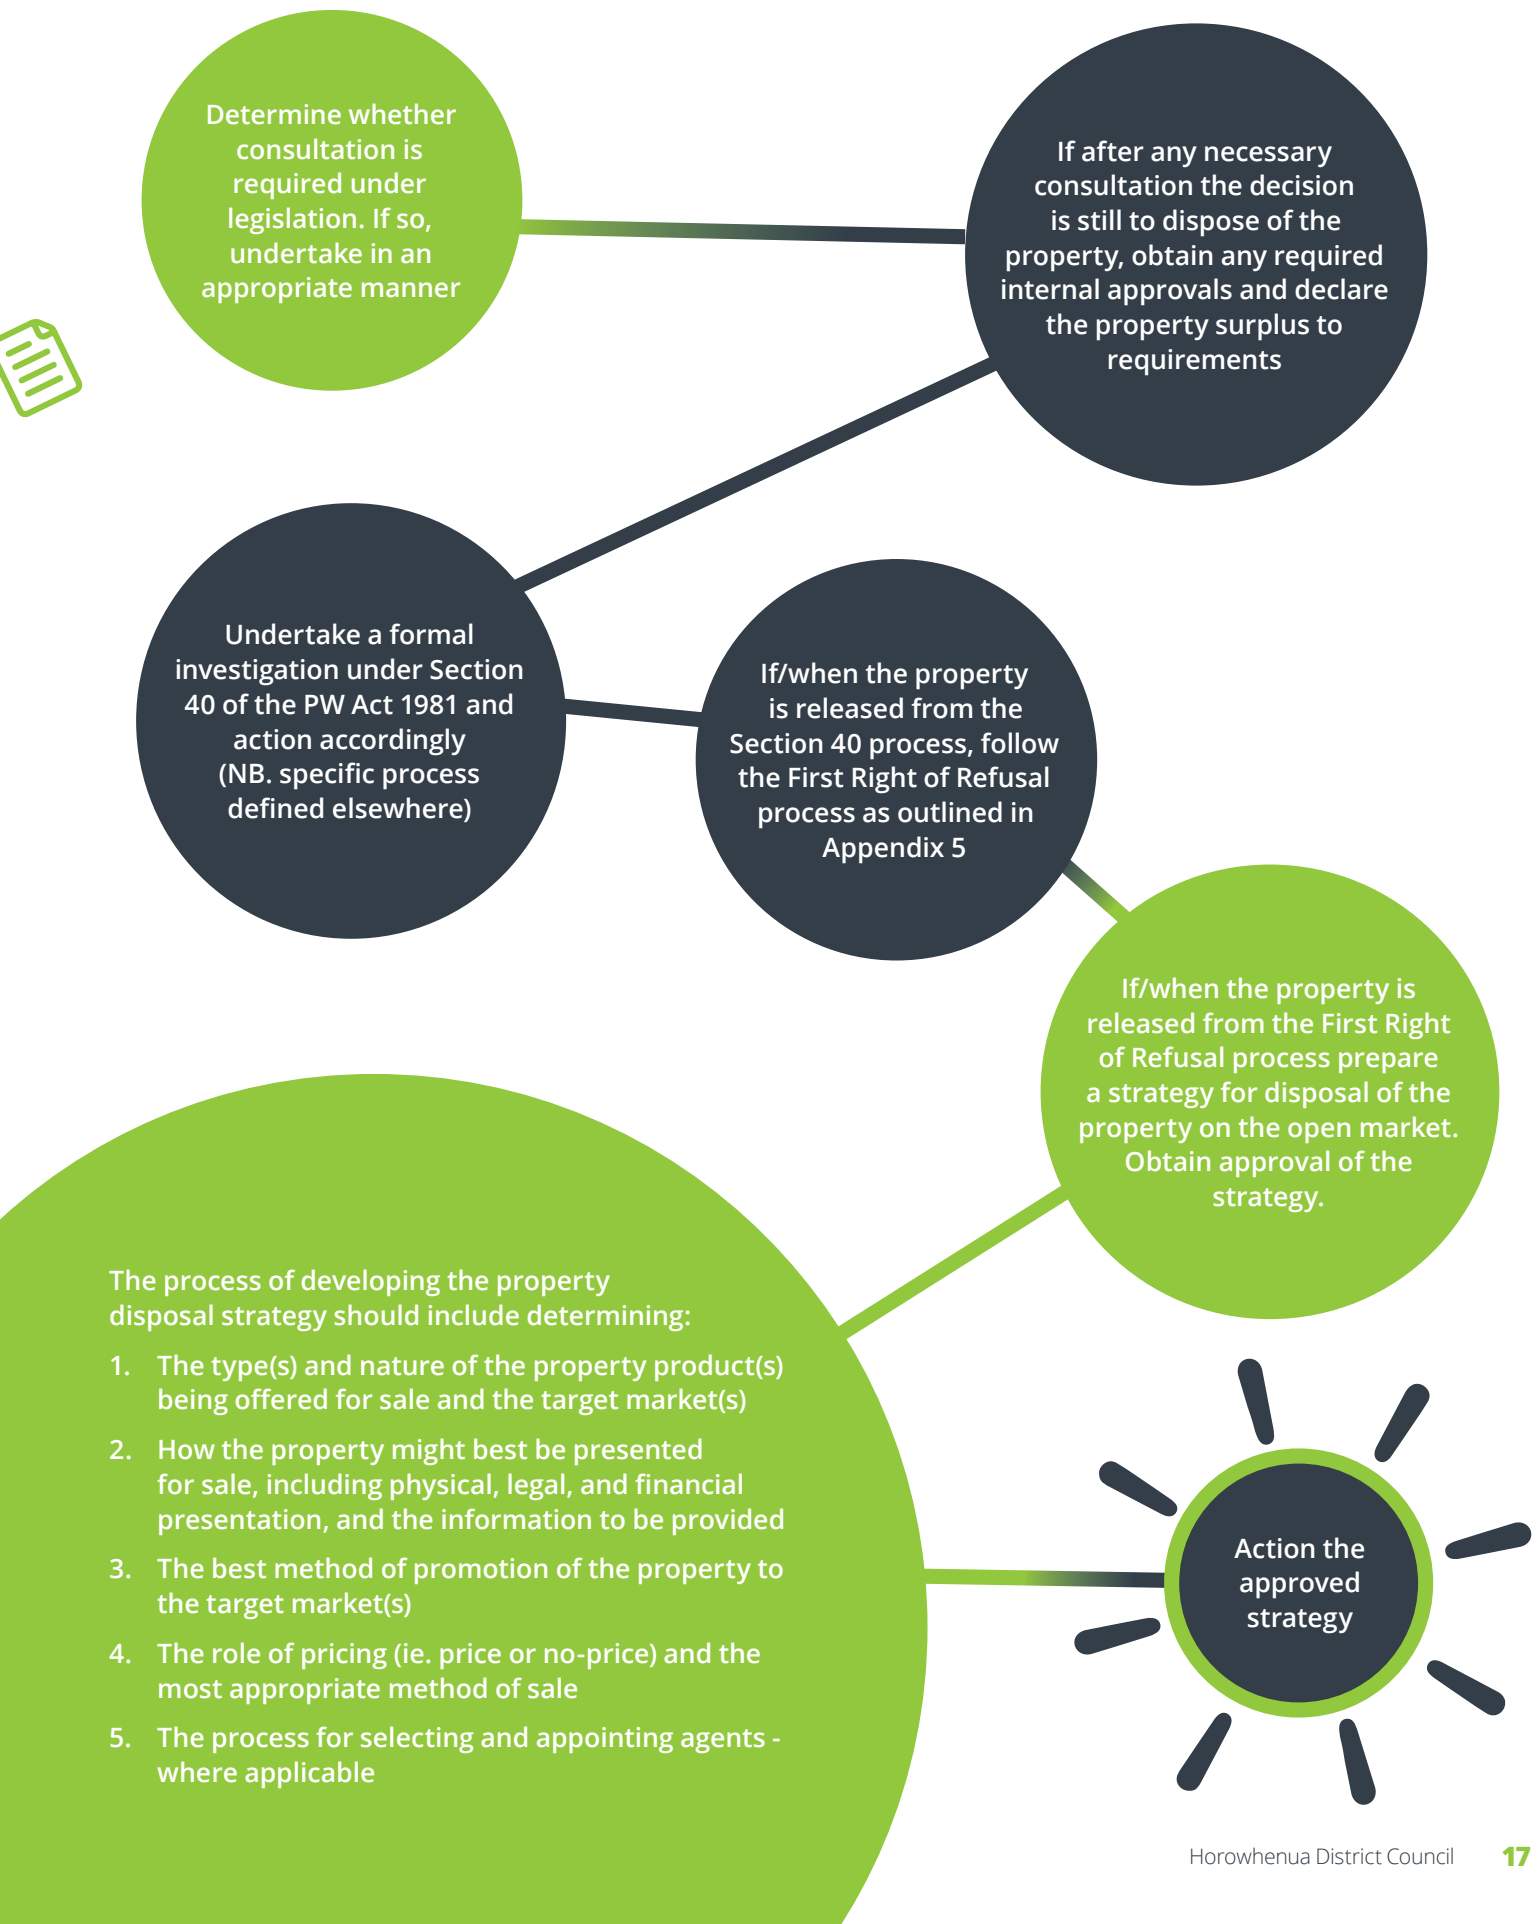 Determine whether
consultation is
required under
legislation. If so,
undertake in an
appropriate manner
If after any necessary
consultation the decision
is still to dispose of the
property, obtain any required
internal approvals and declare
the property surplus to
requirements
Undertake a formal
investigation under Section
40 of the PW Act 1981 and
action accordingly
(NB. specific process
defined elsewhere)
If/when the property
is released from the
Section 40 process, follow
the First Right of Refusal
process as outlined in
Appendix 5
If/when the property is
released from the First Right
of Refusal process prepare
a strategy for disposal of the
property on the open market.
Obtain approval of the
strategy.
The process of developing the property
disposal strategy should include determining:
1. The type(s) and nature of the property product(s)
being offered for sale and the target market(s)
2. How the property might best be presented
for sale, including physical, legal, and financial
presentation, and the information to be provided
3. The best method of promotion of the property to
the target market(s)
4. The role of pricing (ie. price or no-price) and the
most appropriate method of sale
5. The process for selecting and appointing agents -
where applicable
Action the
approved
strategy
Horowhenua District Council 17